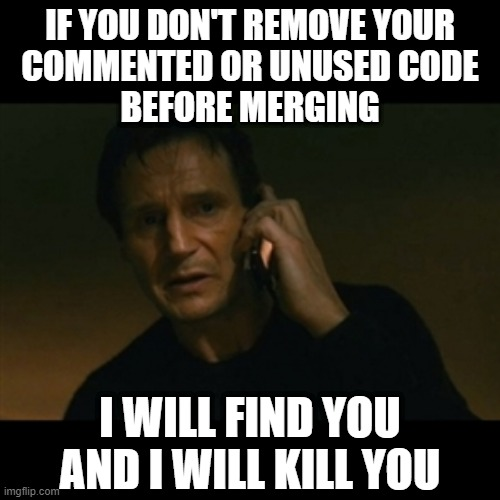 IF YOU DON'T REMOVE YOUR
COMMENTED OR UNUSED CODE
BEFORE MERGING
I WILL FIND YOU
AND I WILL KILL YOU
imgflip.com